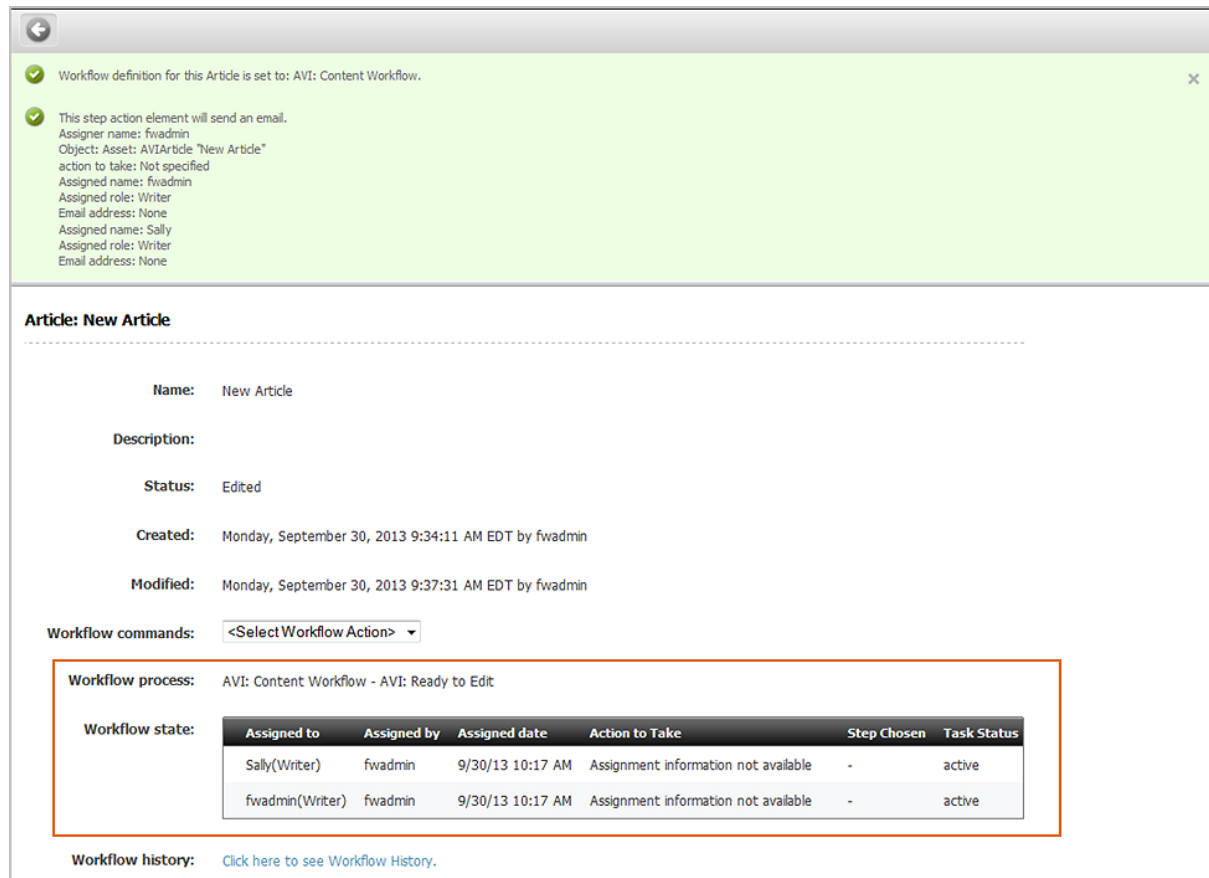 Workflow definition for this Article is set to: AVI: Content Workflow.
This step action element will send an email.
Assigner name: fwadmin
Object: Asset: AVIArticle "New Article"
action to take: Not specified
Assigned name: fwadmin
Assigned role: Writer
Email address: None
Assigned name: Sally
Assigned role: Writer
Email address: None
Article: New Article
Name: New Article
Description:
Status: Edited
Created: Monday, September 30, 2013 9:34:11 AM EDT by fwadmin
Modified: Monday, September 30, 2013 9:37:31 AM EDT by fwadmin
Workflow commands: <Select Workflow Action>
Workflow process: AVI: Content Workflow - AVI: Ready to Edit
Workflow state:
Assigned to Assigned by Assigned date Action to Take Step Chosen Task Status
Sally(Writer) fwadmin 9/30/13 10:17 AM Assignment information not available - active
fwadmin(Writer) fwadmin 9/30/13 10:17 AM Assignment information not available - active
Workflow history: Click here to see Workflow History.